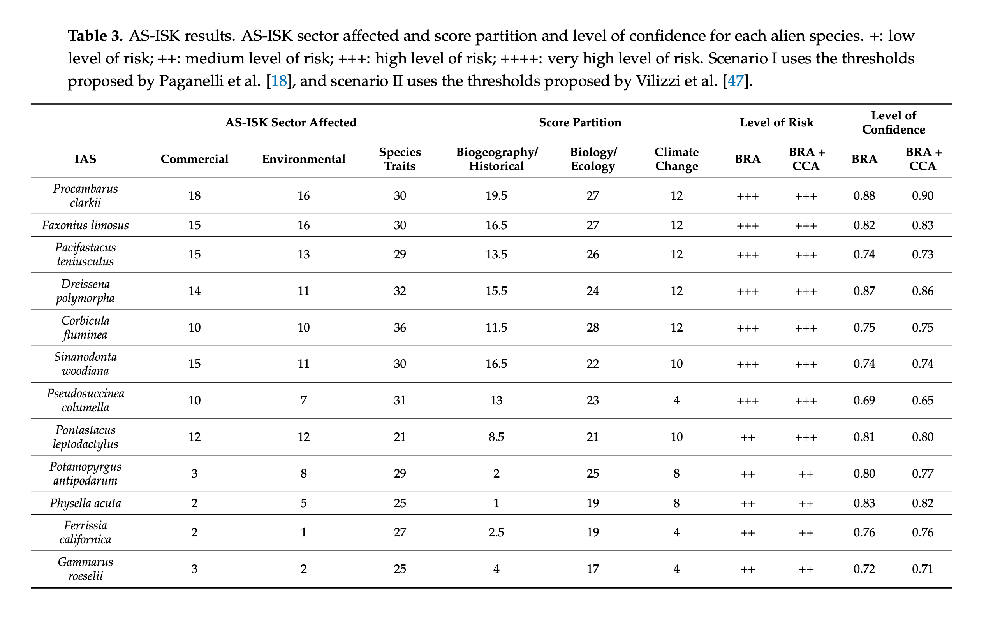 Table 3. AS-ISK results. AS-ISK sector affected and score partition and level of confidence for each alien species. +: low
level of risk; ++: medium level of risk; +++: high level of risk; ++++: very high level of risk. Scenario I uses the thresholds
proposed by Paganelli et al. [18], and scenario II uses the thresholds proposed by Vilizzi et al. [47].
AS-ISK Sector Affected Score Partition Level of Risk Level of Confidence
IAS Commercial Environmental Species Traits Biogeography/ Historical Biology/ Ecology Climate Change BRA BRA + CCA BRA BRA + CCA
Procambarus clarkii 18 16 30 19.5 27 12 +++ +++ 0.88 0.90
Faxonius limosus 15 16 30 16.5 27 12 +++ +++ 0.82 0.83
Pacifastacus leniusculus 15 13 29 13.5 26 12 +++ +++ 0.74 0.73
Dreissena polymorpha 14 11 32 15.5 24 12 +++ +++ 0.87 0.86
Corbicula fluminea 10 10 36 11.5 28 12 +++ +++ 0.75 0.75
Sinanodonta woodiana 15 11 30 16.5 22 10 +++ +++ 0.74 0.74
Pseudosuccinea columella 10 7 31 13 23 4 +++ +++ 0.69 0.65
Pontastacus leptodactylus 12 12 21 8.5 21 10 ++ +++ 0.81 0.80
Potamopyrgus antipodarum 3 8 29 2 25 8 ++ ++ 0.80 0.77
Physella acuta 2 5 25 1 19 8 ++ ++ 0.83 0.82
Ferrissia californica 2 1 27 2.5 19 4 ++ ++ 0.76 0.76
Gammarus roeselii 3 2 25 4 17 4 ++ ++ 0.72 0.71